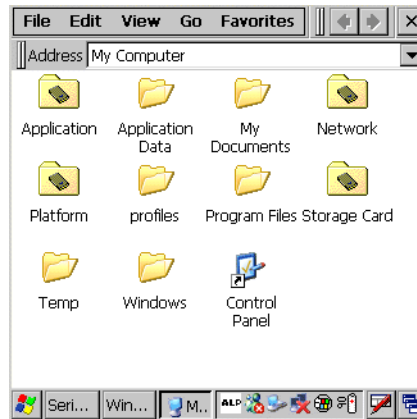 File Edit View Go Favorites
Address My Computer
Application Application Data My Documents Network
Platform profiles Program Files Storage Card
Temp Windows Control Panel
Seri... Win... M.. ALP